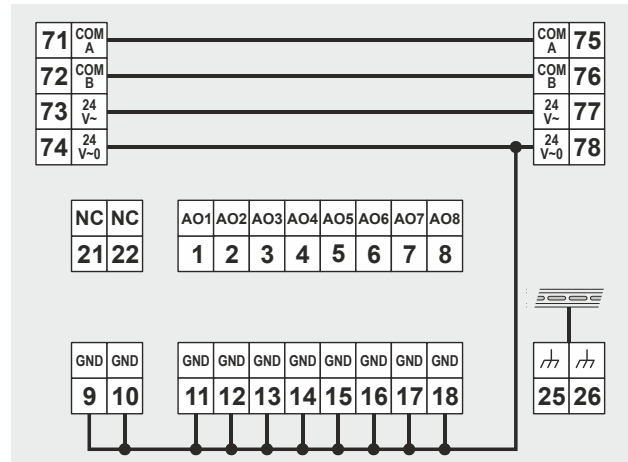 71 COM A COM A 75
72 COM B COM B 76
73 24 V~ 24 V~ 77
74 24 V~0 24 V~0 78
NC NC AO1 AO2 AO3 AO4 AO5 AO6 AO7 AO8
21 22 1 2 3 4 5 6 7 8
GND GND GND GND GND GND GND GND GND GND
9 10 11 12 13 14 15 16 17 18 25 26